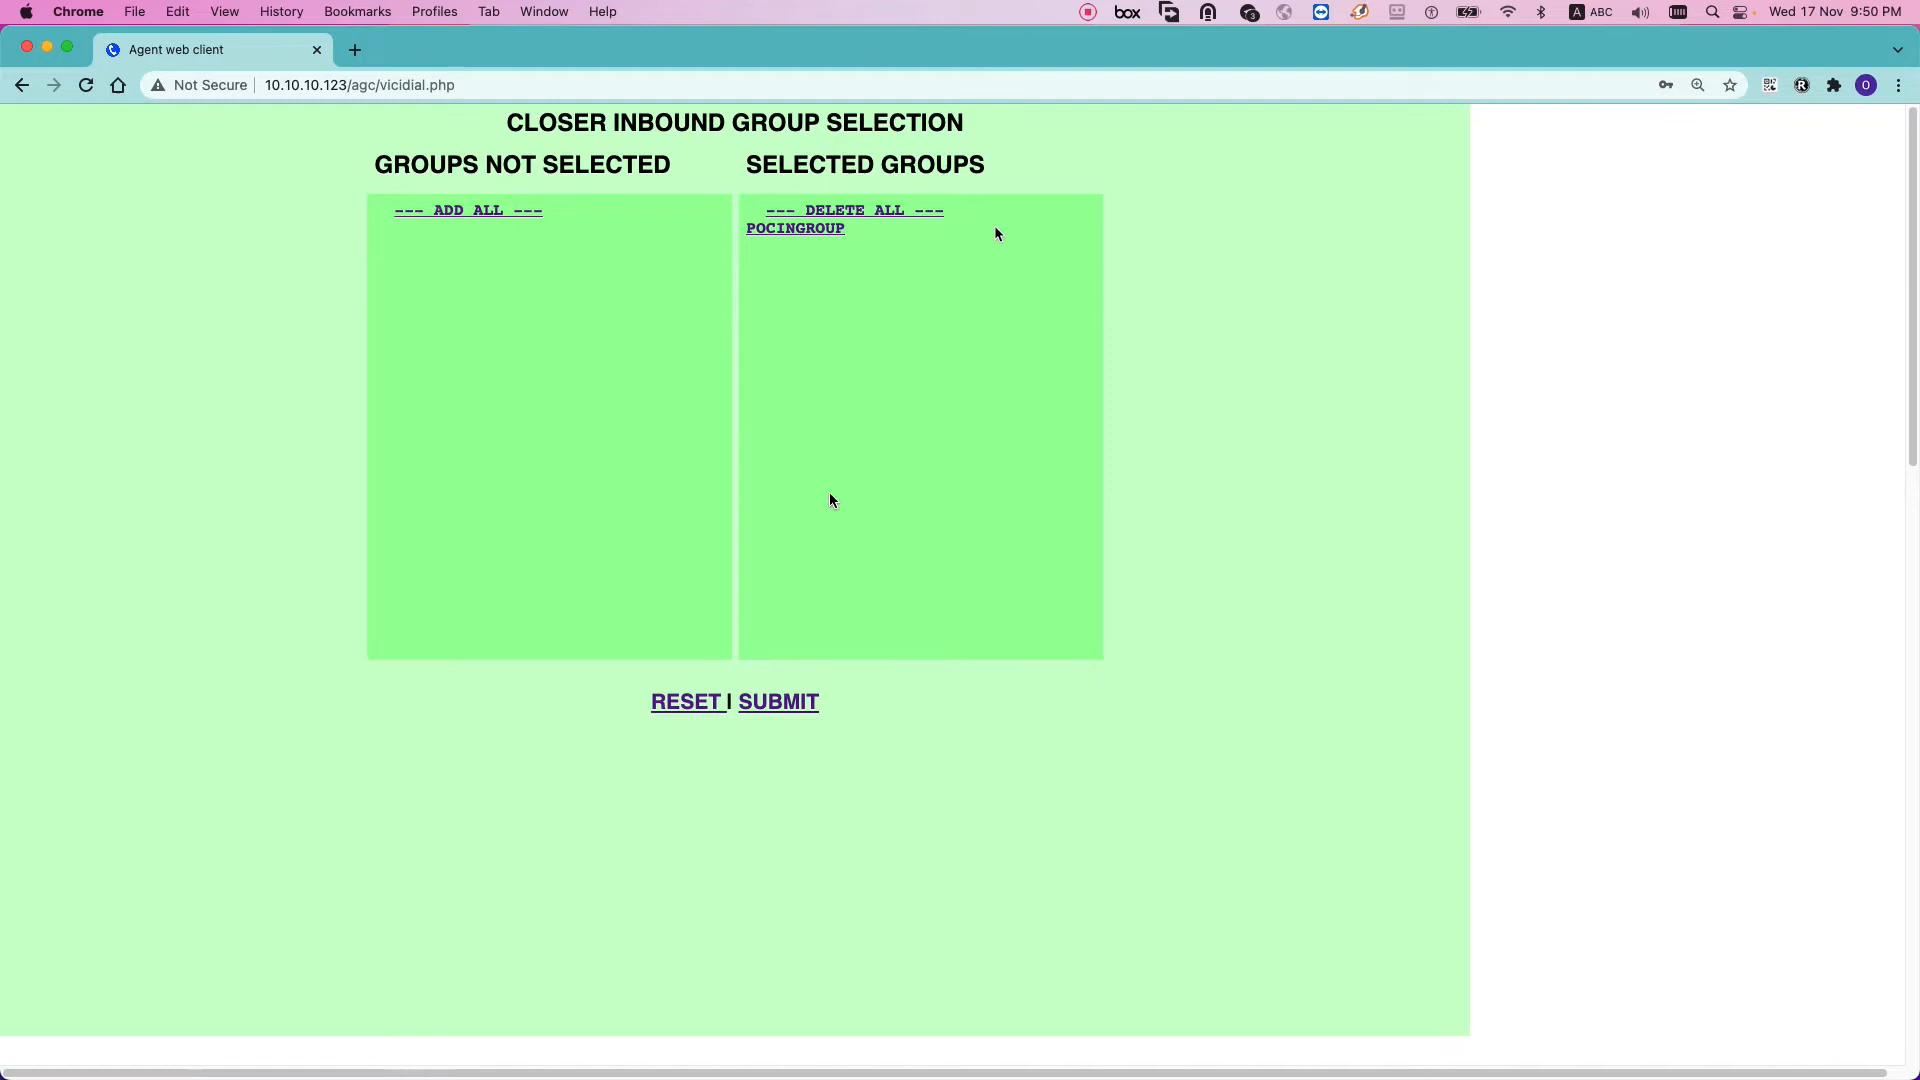 Chrome File Edit View History Bookmarks Profiles Tab Window Help box 3 A ABC Wed 17 Nov 9:50 PM
Agent web client
Not Secure 10.10.10.123/agc/vicidial.php R O
CLOSER INBOUND GROUP SELECTION
GROUPS NOT SELECTED SELECTED GROUPS
--- ADD ALL --- --- DELETE ALL ---
POCINGROUP
RESET | SUBMIT